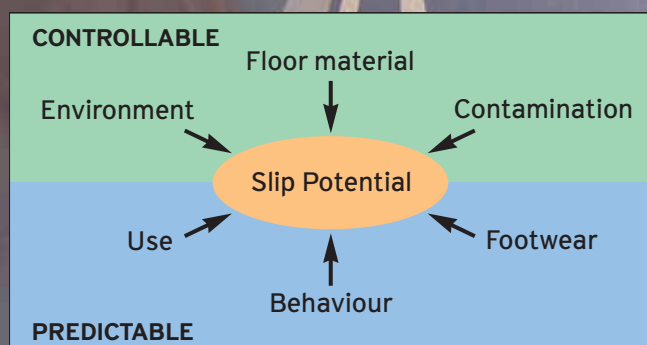 CONTROLLABLE
Floor material
Environment
Contamination
Slip Potential
Use
Footwear
Behaviour
PREDICTABLE